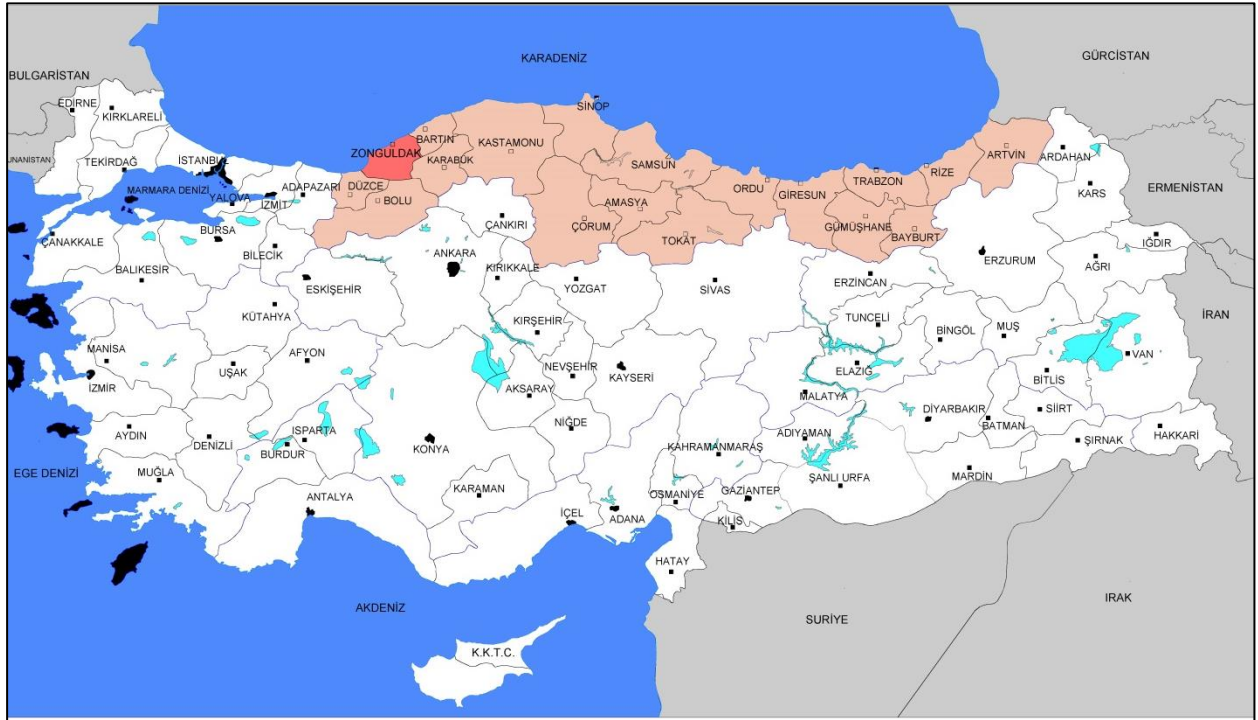 KARADENİZ
GÜRCİSTAN
BULGARİSTAN
EDİRNE
KIRKLARELİ
SİNOP
BARTIN
KASTAMONU
ZONGULDAK
KARABÜK
SAMSUN
ARTVİN
ARDAHAN
UNANİSTAN
TEKİRDAĞ
İSTANBUL
ADAPAZARI
DÜZCE
BOLU
AMASYA
ORDU
GİRESUN
TRABZON
RİZE
KARS
ERMENİSTAN
MARMARA DENİZİ
YALOVA
İZMİT
ÇANKIRI
ÇORUM
TOKAT
GÜMÜŞHANE
BAYBURT
IĞDIR
ÇANAKKALE
BURSA
BİLECİK
ANKARA
KIRIKKALE
ERZURUM
AĞRI
BALIKESİR
ESKİŞEHİR
YOZGAT
SİVAS
ERZİNCAN
KÜTAHYA
KIRŞEHİR
TUNCELİ
BİNGÖL
MUŞ
İRAN
MANİSA
UŞAK
AFYON
NEVŞEHİR
KAYSERİ
ELAZIĞ
VAN
İZMİR
AKSARAY
MALATYA
BİTLİS
AYDIN
DENİZLİ
ISPARTA
BURDUR
KONYA
NİĞDE
KAHRAMANMARAŞ
ADIYAMAN
DİYARBAKIR
BATMAN
SİİRT
ŞIRNAK
HAKKARİ
EGE DENİZİ
MUĞLA
ANTALYA
KARAMAN
İÇEL
ADANA
OSMANİYE
GAZİANTEP
KİLİS
ŞANLI URFA
MARDİN
HATAY
AKDENİZ
SURİYE
IRAK
K.K.T.C.